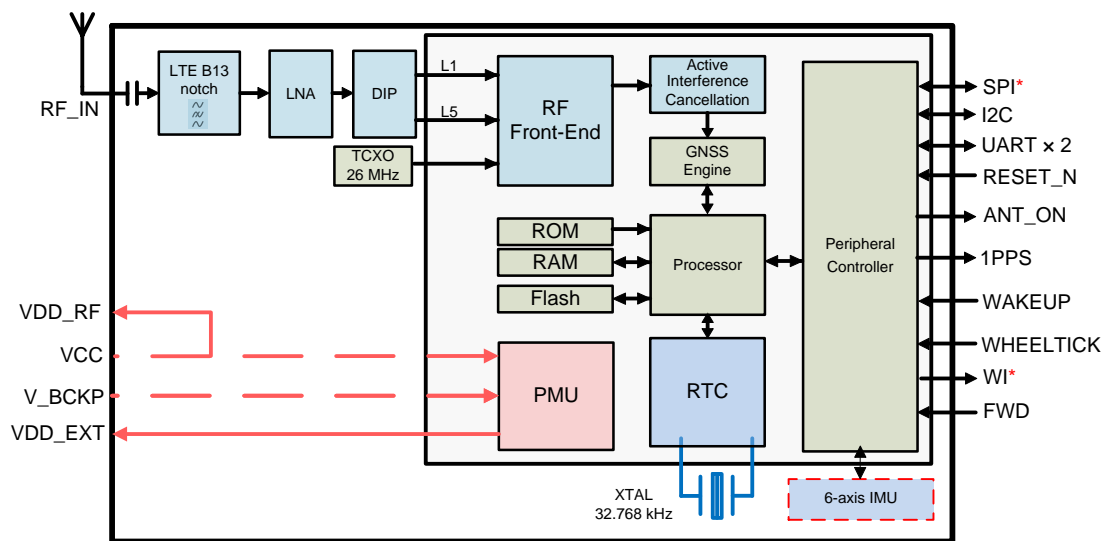 RF_IN
LTE B13
notch
LNA
DIP
L1
L5
TCXO
26 MHz
RF
Front-End
Active
Interference
Cancellation
GNSS
Engine
ROM
RAM
Flash
Processor
Peripheral
Controller
SPI*
I2C
UART × 2
RESET_N
ANT_ON
1PPS
WAKEUP
WHEELTICK
WI*
FWD
VDD_RF
VCC
V_BCKP
VDD_EXT
PMU
RTC
XTAL
32.768 kHz
6-axis IMU